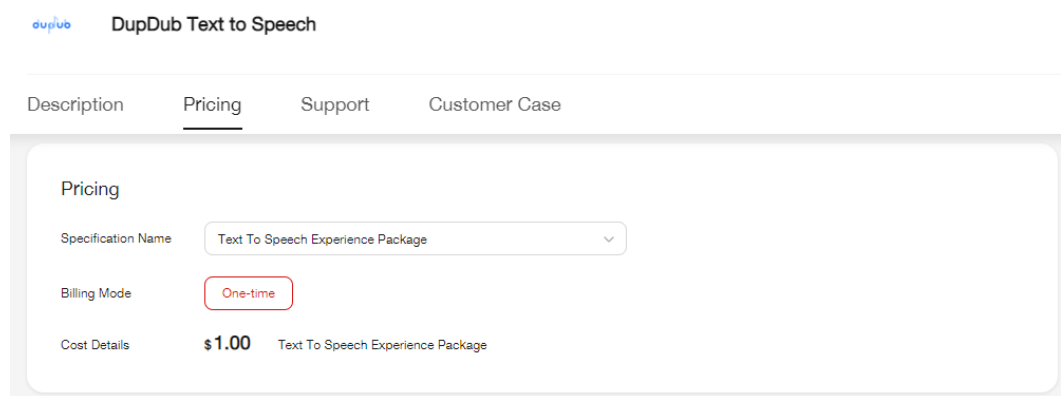 dupdub DupDub Text to Speech
Description Pricing Support Customer Case
Pricing
Specification Name Text To Speech Experience Package
Billing Mode One-time
Cost Details $1.00 Text To Speech Experience Package